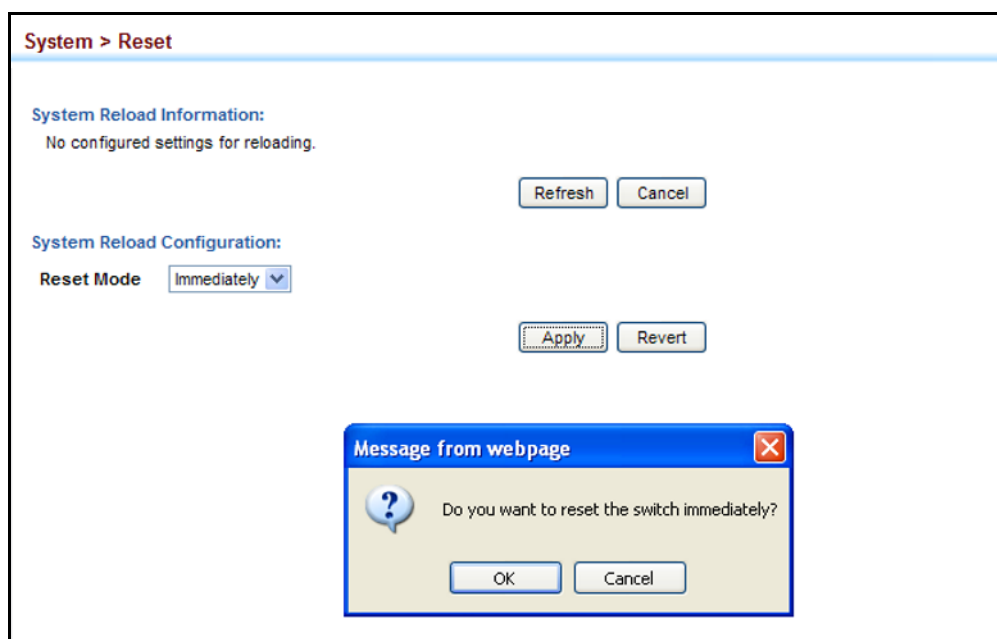 System > Reset
System Reload Information:
No configured settings for reloading.
Refresh Cancel
System Reload Configuration:
Reset Mode Immediately
Apply Revert
Message from webpage
Do you want to reset the switch immediately?
OK Cancel